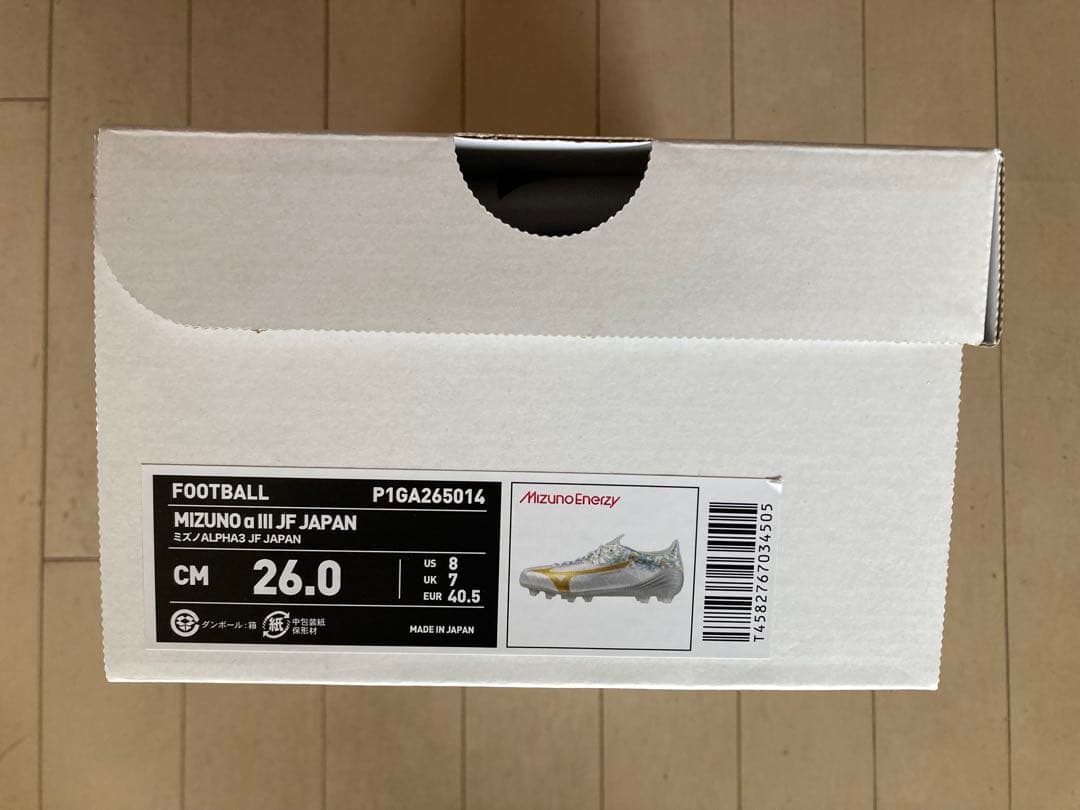 FOOTBALL P1GA265014
MIZUNO α III JF JAPAN
ミズノALPHA3 JF JAPAN
CM 26.0
US 8
UK 7
EUR 40.5
ダンボール:箱
紙 中包装紙
保形材
MADE IN JAPAN
MizunoEnerzy
T4582767034505